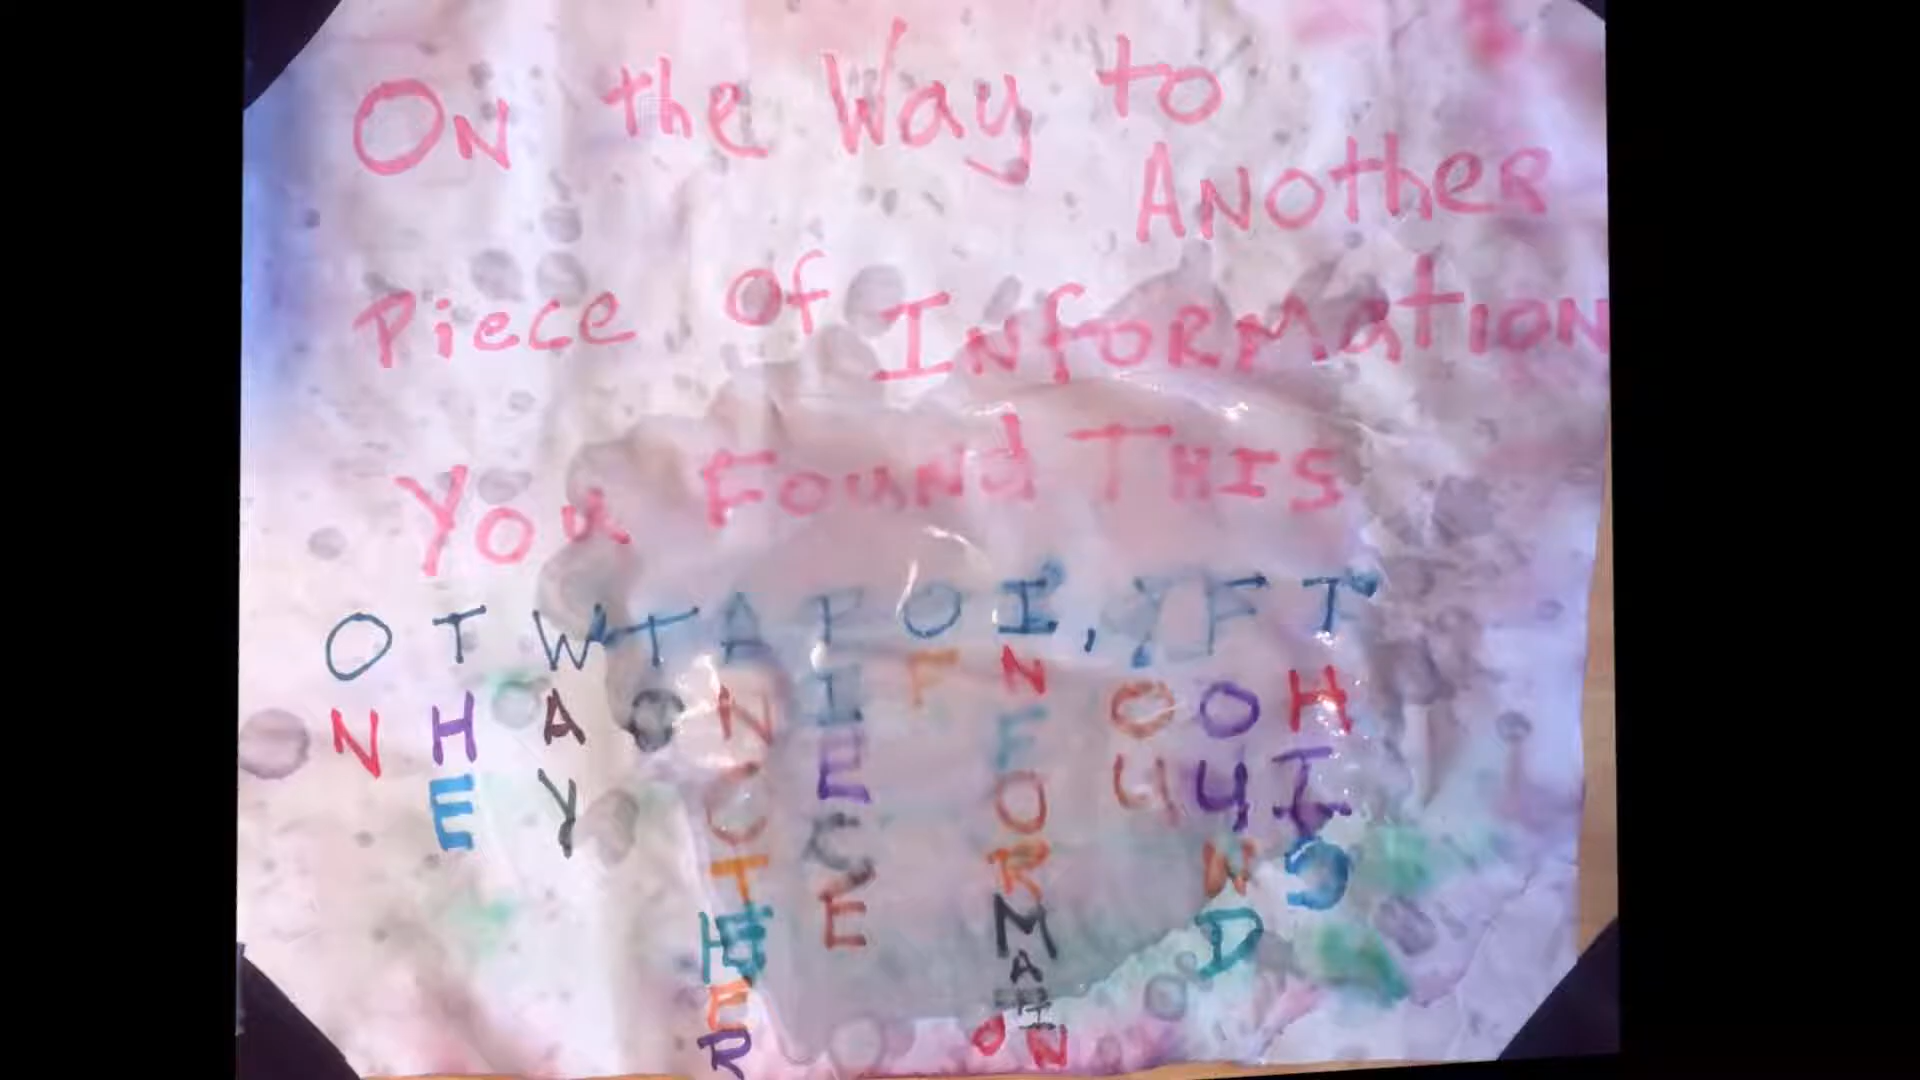 ON the Way to
ANOtheR
Piece of INfoRMatION
You FouNd THIS
O T W T A P O I, Y F T
N H A O N I F N O O H
E Y O E F U U I
T C O N S
H E R D
E M
R A
T I
O N